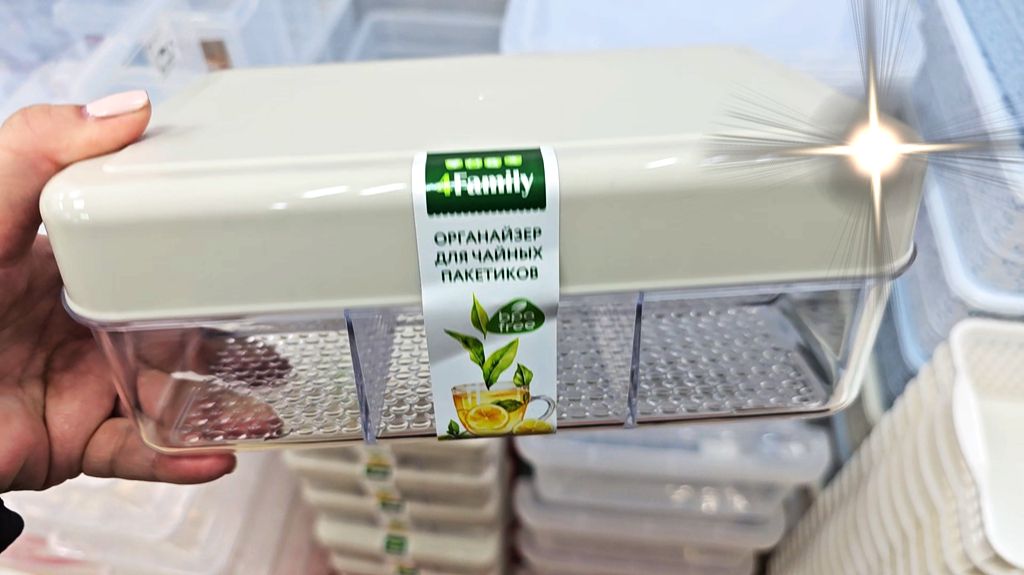 4Family
ОРГАНАЙЗЕР
ДЛЯ ЧАЙНЫХ
ПАКЕТИКОВ
bpa
free